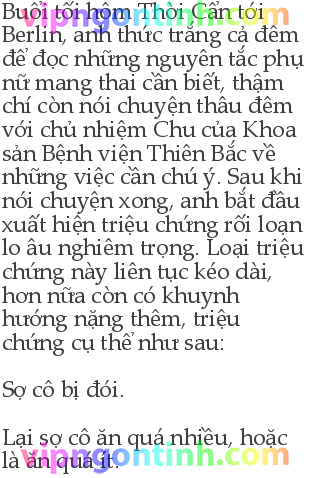 Buổi tối hôm Thời Cẩn tới
Berlin, anh thức trắng cả đêm
để đọc những nguyên tắc phụ
nữ mang thai cần biết, thậm
chí còn nói chuyện thâu đêm
với chủ nhiệm Chu của Khoa
sản Bệnh viện Thiên Bắc về
những việc cần chú ý. Sau khi
nói chuyện xong, anh bắt đầu
xuất hiện triệu chứng rối loạn
lo âu nghiêm trọng. Loại triệu
chứng này liên tục kéo dài,
hơn nữa còn có khuynh
hướng nặng thêm, triệu
chứng cụ thể như sau:
Sợ cô bị đói.
Lại sợ cô ăn quá nhiều, hoặc
là ăn quá ít.
vipngontinh.com
vipngontinh.com